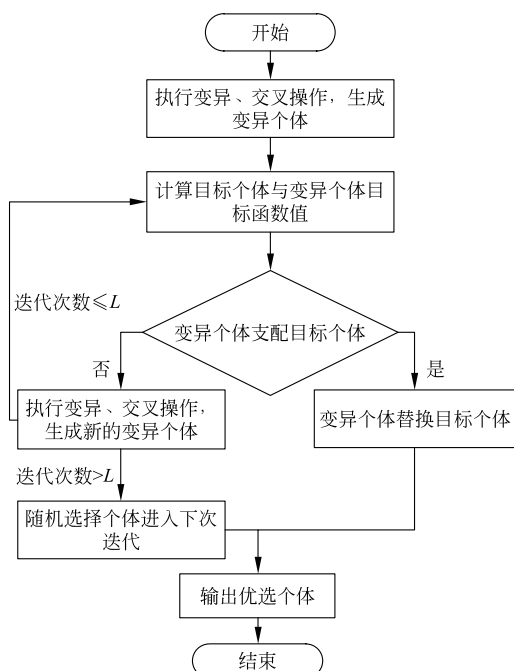 开始
执行变异、交叉操作，生成
变异个体
计算目标个体与变异个体目
标函数值
迭代次数≤L
变异个体支配目标个体
否
是
执行变异、交叉操作，
生成新的变异个体
变异个体替换目标个体
迭代次数>L
随机选择个体进入下次
迭代
输出优选个体
结束